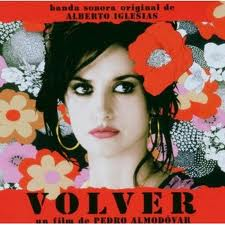 banda sonora original de
ALBERTO IGLESIAS
VOLVER
un film de PEDRO ALMODÓVAR